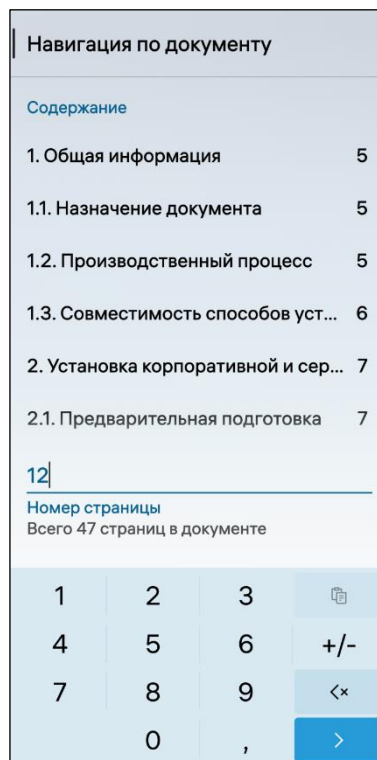 Навигация по документу
Содержание
1. Общая информация 5
1.1. Назначение документа 5
1.2. Производственный процесс 5
1.3. Совместимость способов уст... 6
2. Установка корпоративной и сер... 7
2.1. Предварительная подготовка 7
12
Номер страницы
Всего 47 страниц в документе
1 2 3
4 5 6 +/-
7 8 9
0 ,